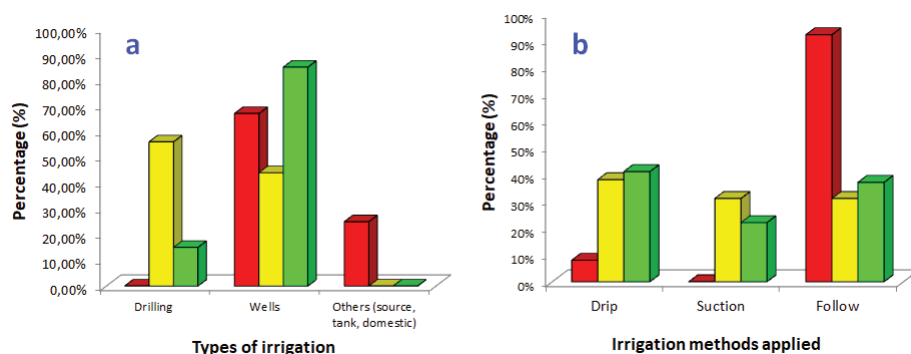 a
Percentage (%)
100,00%
90,00%
80,00%
70,00%
60,00%
50,00%
40,00%
30,00%
20,00%
10,00%
0,00%
Drilling
Wells
Others (source,
tank, domestic)
Types of irrigation
b
Percentage (%)
100%
90%
80%
70%
60%
50%
40%
30%
20%
10%
0%
Drip
Suction
Follow
Irrigation methods applied